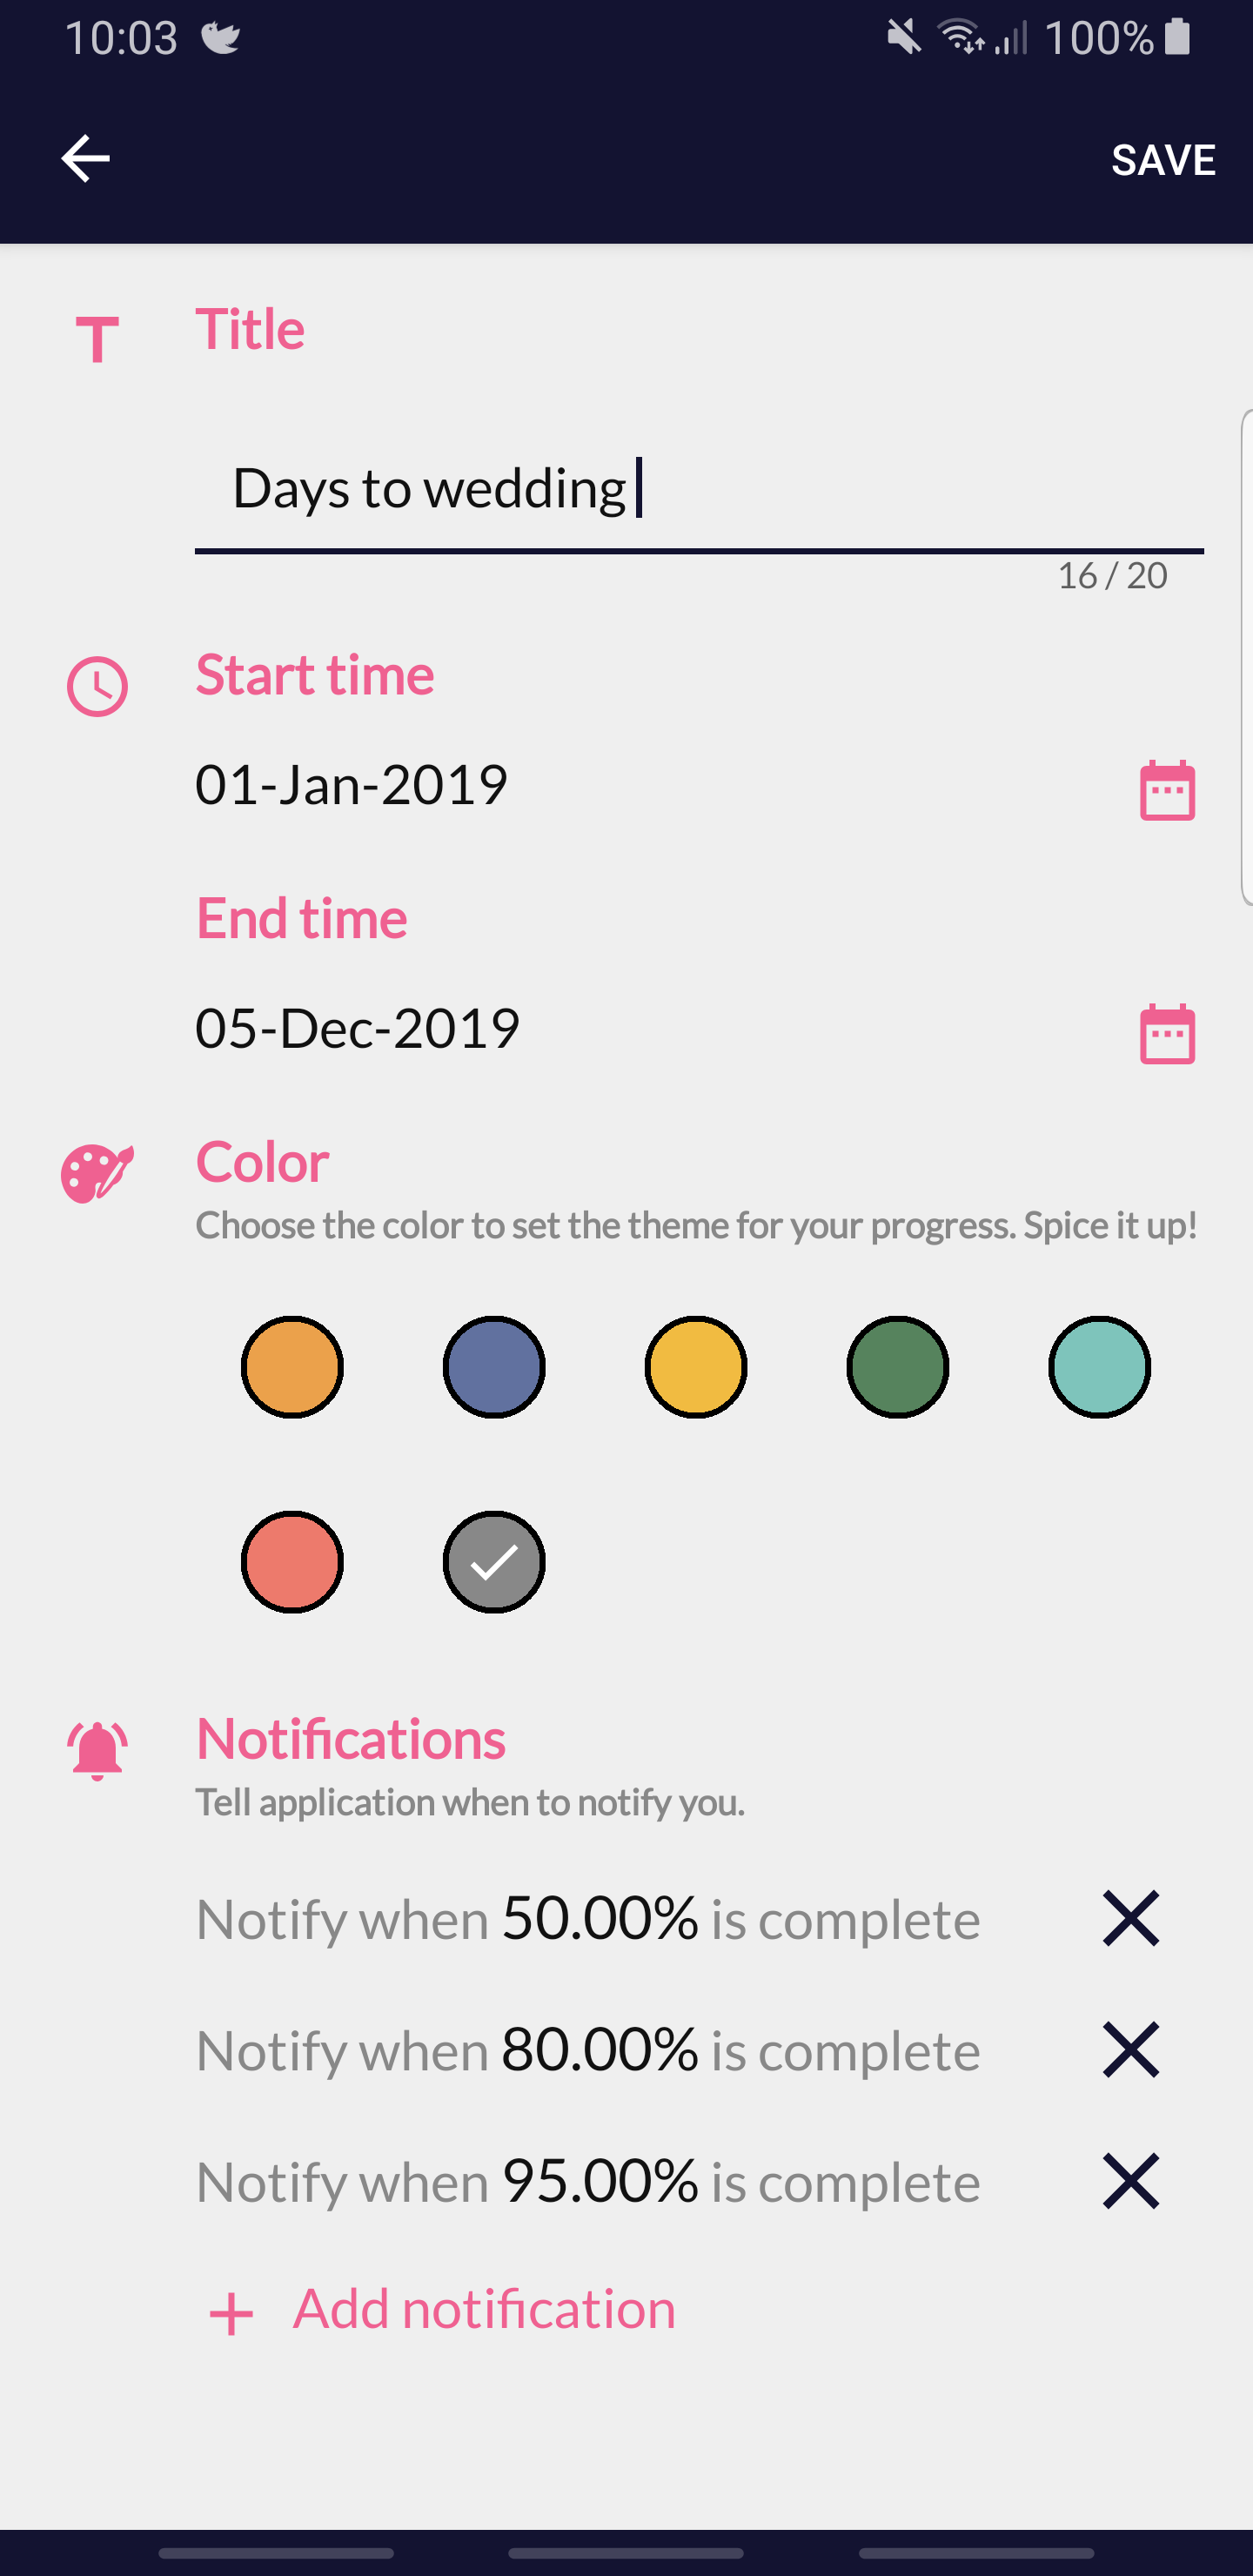 10:03 100%
SAVE
Title
Days to wedding
16 / 20
Start time
01-Jan-2019
End time
05-Dec-2019
Color
Choose the color to set the theme for your progress. Spice it up!
Notifications
Tell application when to notify you.
Notify when 50.00% is complete
Notify when 80.00% is complete
Notify when 95.00% is complete
+ Add notification